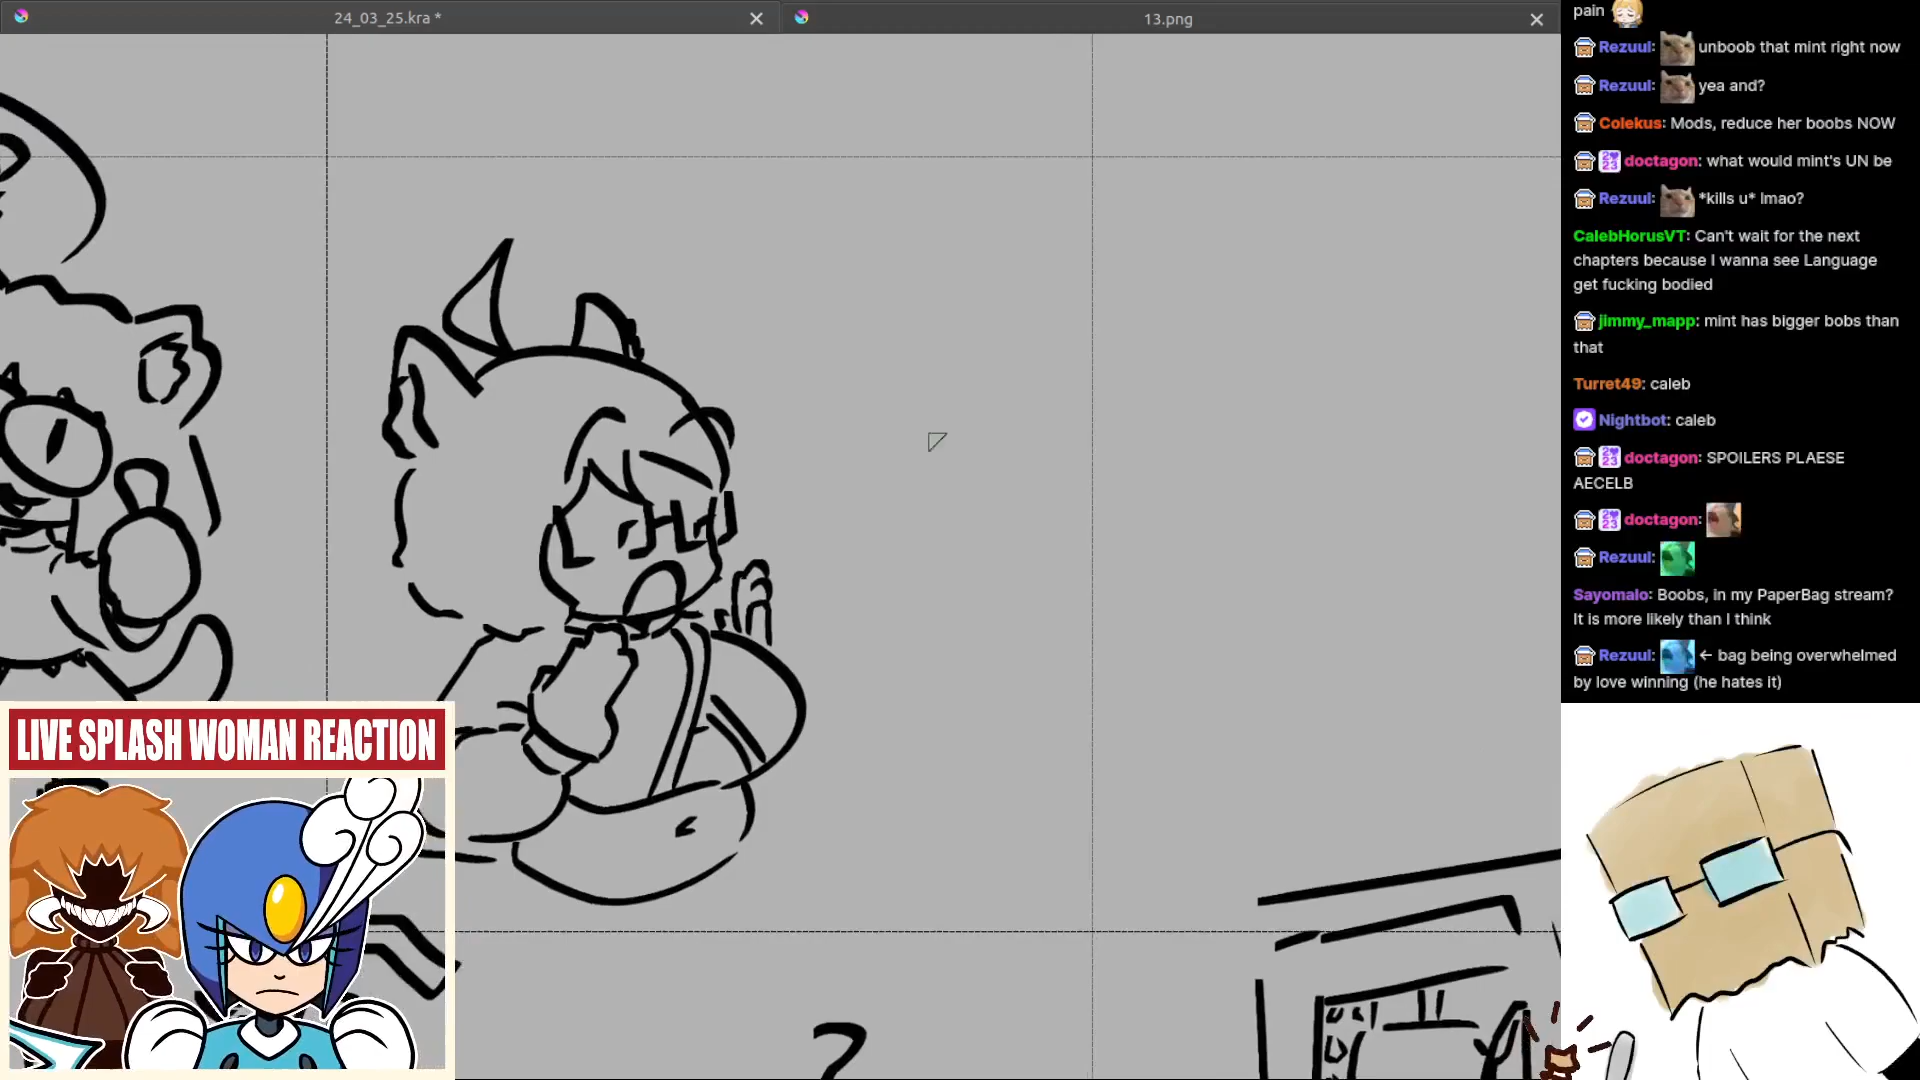 24_03_25.kra *
13.png
pain
Rezuul: unboob that mint right now
Rezuul: yea and?
Colekus: Mods, reduce her boobs NOW
doctagon: what would mint's UN be
Rezuul: *kills u* lmao?
CalebHorusVT: Can't wait for the next
chapters because I wanna see Language
get fucking bodied
jimmy_mapp: mint has bigger bobs than
that
Turret49: caleb
Nightbot: caleb
doctagon: SPOILERS PLAESE
AECELB
doctagon:
Rezuul:
Sayomalo: Boobs, in my PaperBag stream?
It is more likely than I think
Rezuul: ← bag being overwhelmed
by love winning (he hates it)
LIVE SPLASH WOMAN REACTION
?